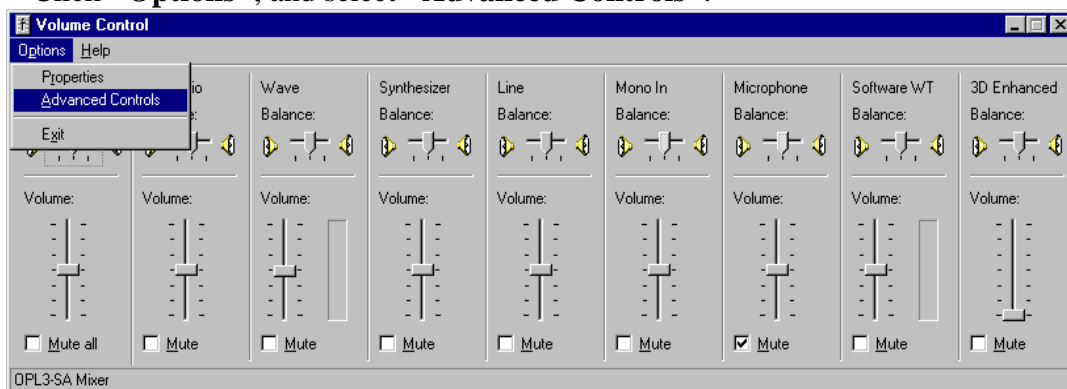 Click "Options", and select "Advanced Controls".
Volume Control
Options Help
Properties
Advanced Controls
Exit
io Wave Synthesizer Line Mono In Microphone Software WT 3D Enhanced
Balance: Balance: Balance: Balance: Balance: Balance: Balance:
Volume: Volume: Volume: Volume: Volume: Volume: Volume: Volume: Volume:
Mute all Mute Mute Mute Mute Mute Mute Mute Mute
OPL3-SA Mixer